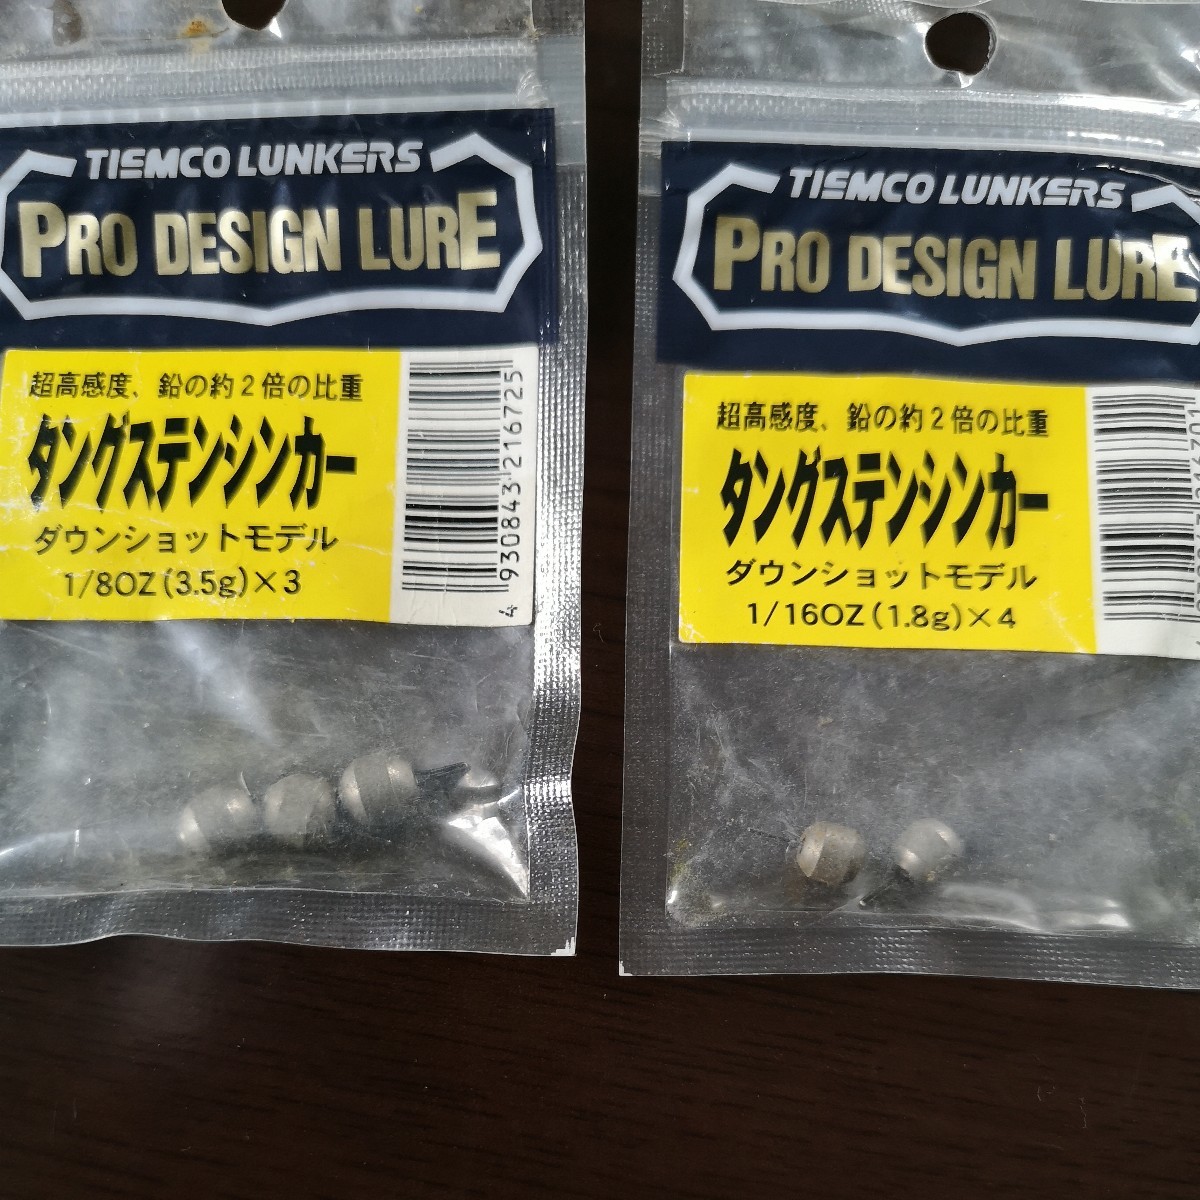 TIEMCO LUNKERS
PRO DESIGN LURE
超高感度、鉛の約2倍の比重
タングステンシンカー
ダウンショットモデル
1/8OZ(3.5g)×3
4 930843 216725
TIEMCO LUNKERS
PRO DESIGN LURE
超高感度、鉛の約2倍の比重
タングステンシンカー
ダウンショットモデル
1/16OZ(1.8g)×4